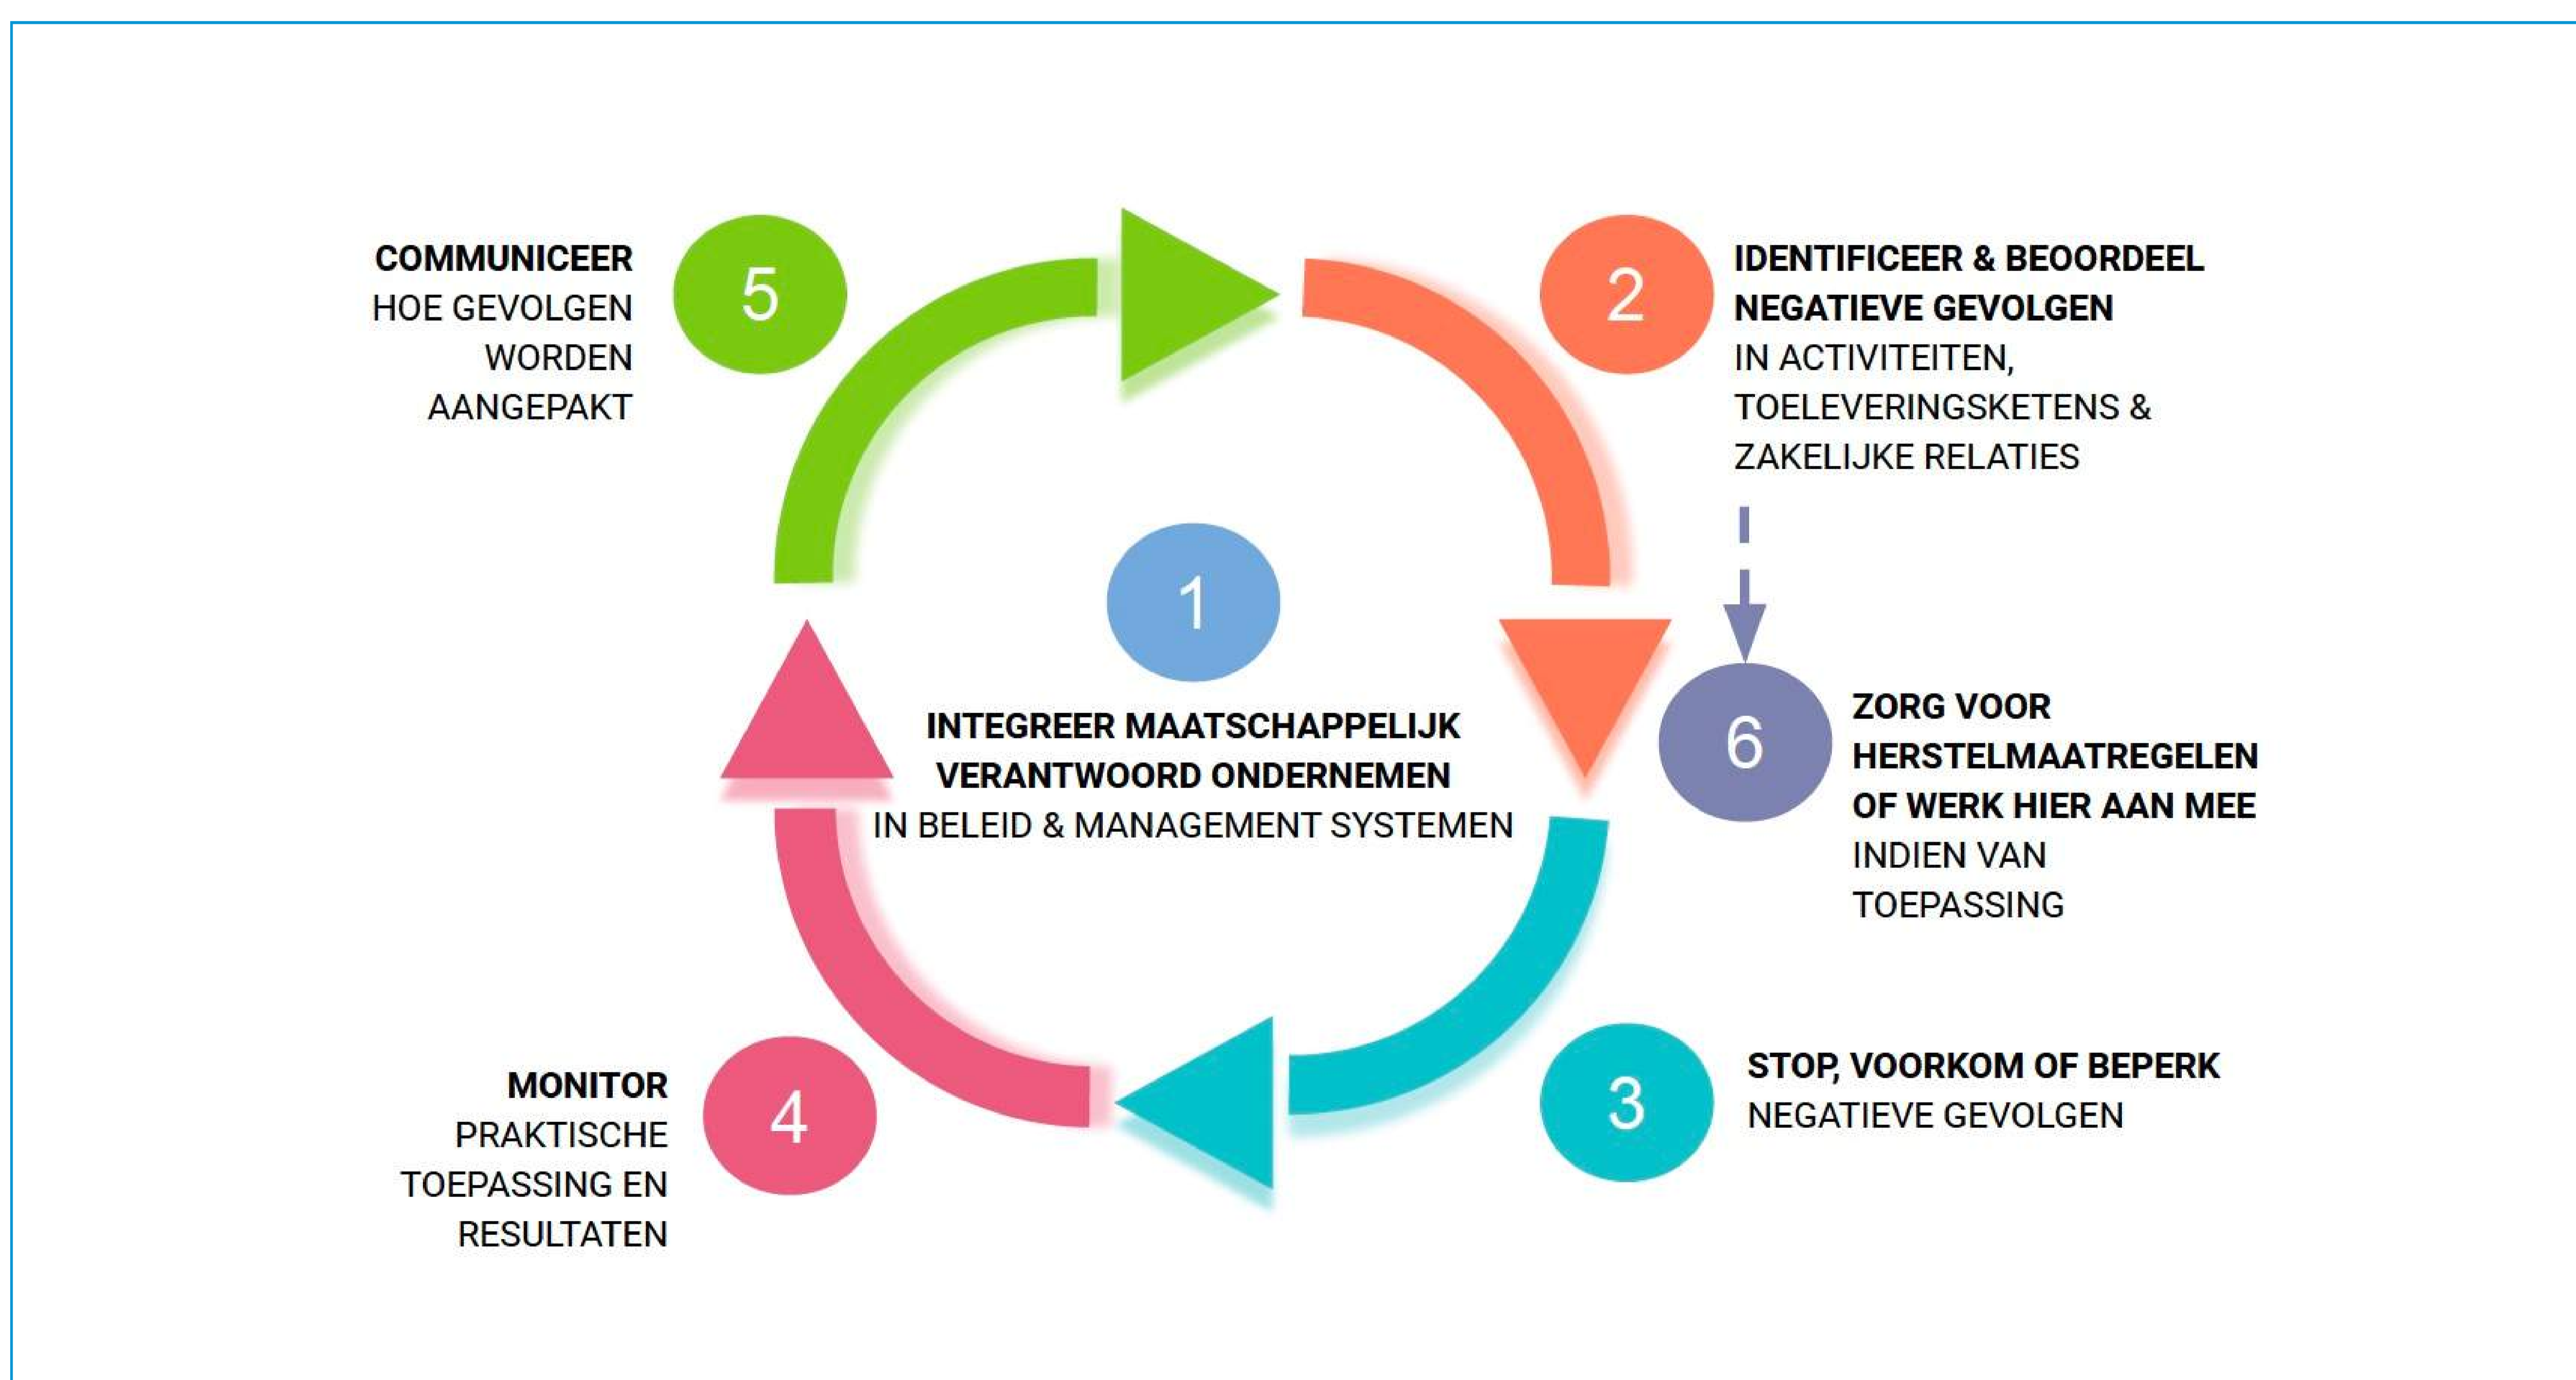 1
INTEGREER MAATSCHAPPELIJK
VERANTWOORD ONDERNEMEN
IN BELEID & MANAGEMENT SYSTEMEN
2
IDENTIFICEER & BEOORDEEL
NEGATIEVE GEVOLGEN
IN ACTIVITEITEN,
TOELEVERINGSKETENS &
ZAKELIJKE RELATIES
3
STOP, VOORKOM OF BEPERK
NEGATIEVE GEVOLGEN
4
MONITOR
PRAKTISCHE
TOEPASSING EN
RESULTATEN
5
COMMUNICEER
HOE GEVOLGEN
WORDEN
AANGEPAKT
6
ZORG VOOR
HERSTELMAATREGELEN
OF WERK HIER AAN MEE
INDIEN VAN
TOEPASSING